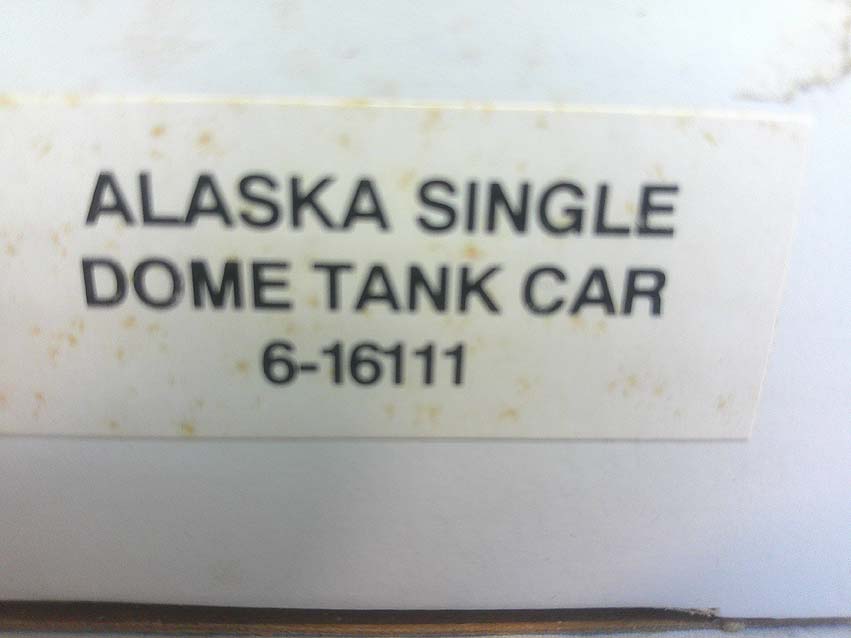 ALASKA SINGLE
DOME TANK CAR
6-16111